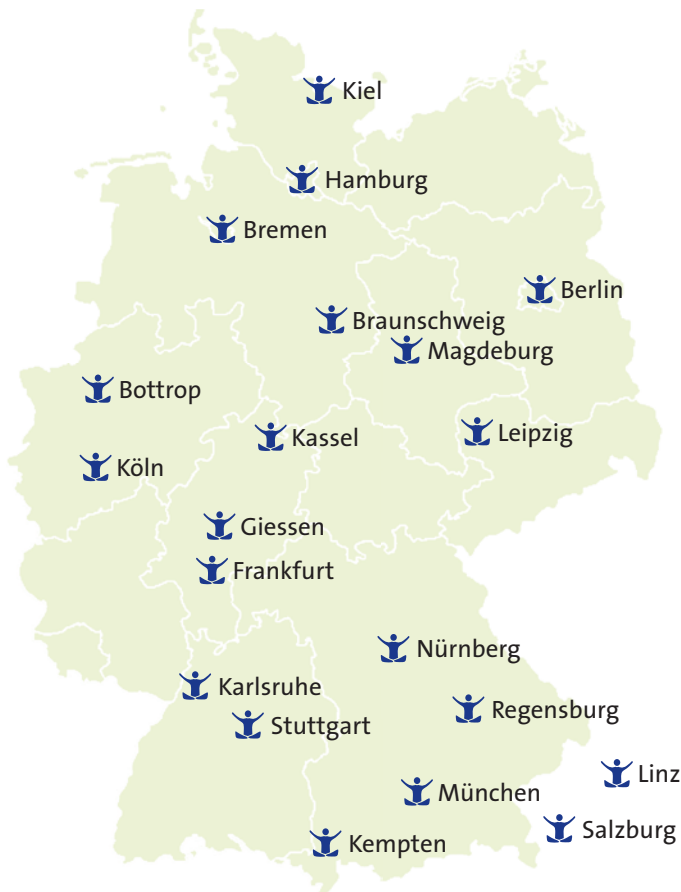 Kiel
Hamburg
Bremen
Berlin
Braunschweig
Magdeburg
Bottrop
Kassel
Leipzig
Köln
Giessen
Frankfurt
Nürnberg
Karlsruhe
Regensburg
Stuttgart
Linz
München
Salzburg
Kempten